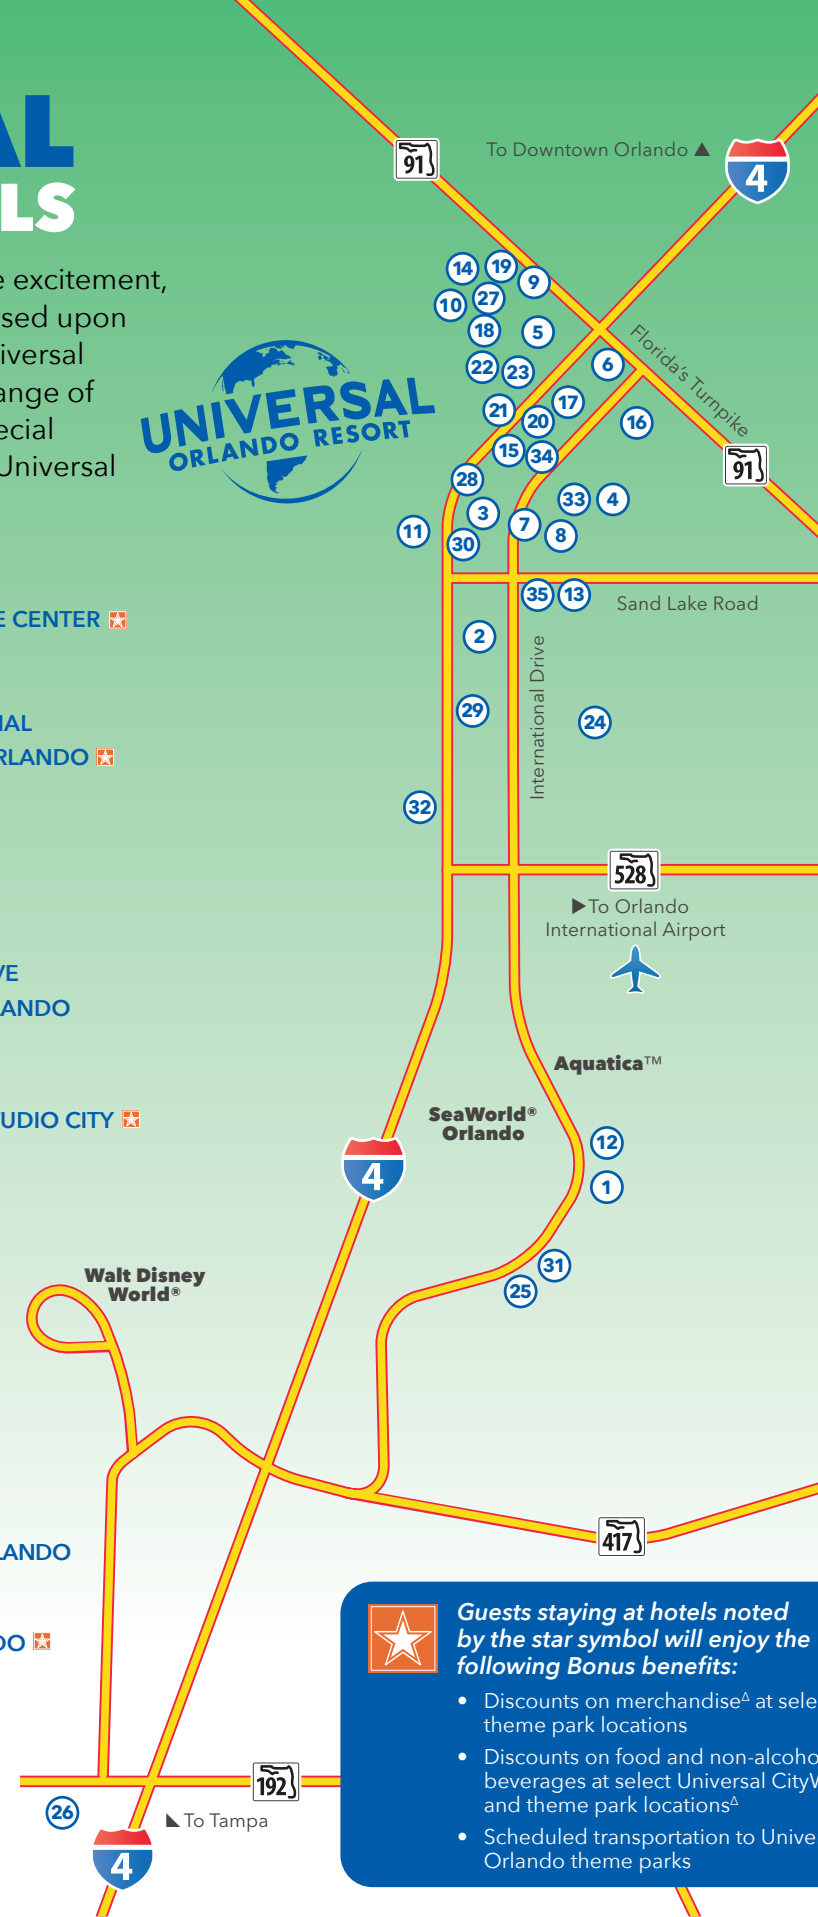 AL
LS
e excitement,
sed upon
iversal
ange of
ecial
Universal
E CENTER
IAL
RLANDO
VE
LANDO
TUDIO CITY
LANDO
DO
91
To Downtown Orlando ▲
4
14
19
9
10
27
18
5
22
23
6
Florida's Turnpike
UNIVERSAL
ORLANDO RESORT
21
20
17
16
15
34
91
28
3
33
4
11
30
7
8
35
13
Sand Lake Road
2
International Drive
29
24
32
528
▶To Orlando
International Airport
Aquatica™
SeaWorld®
Orlando
12
4
1
31
25
Walt Disney
World®
417
Guests staying at hotels noted
by the star symbol will enjoy the
following Bonus benefits:
• Discounts on merchandiseΔ at sele
theme park locations
• Discounts on food and non-alcoho
beverages at select Universal CityW
and theme park locationsΔ
• Scheduled transportation to Unive
Orlando theme parks
192
26
◣ To Tampa
4